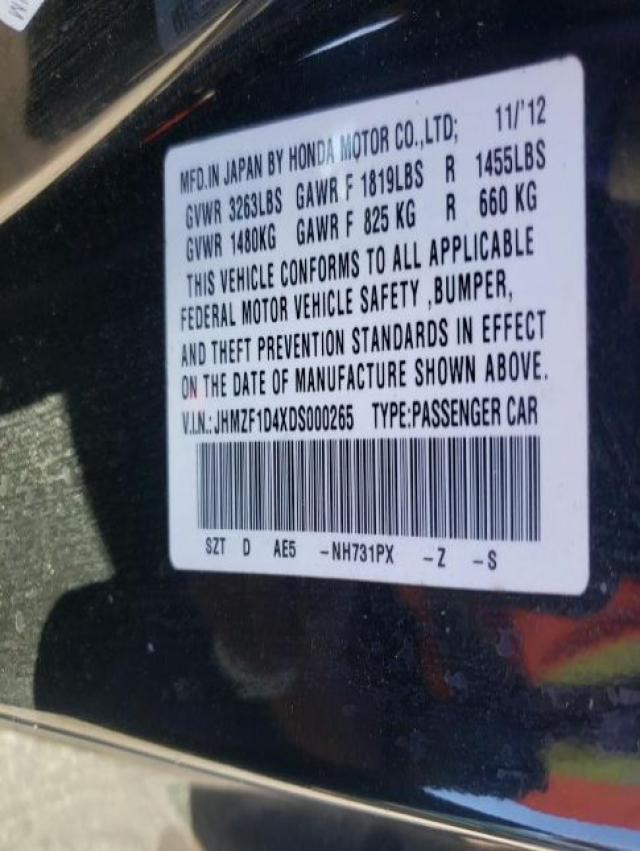 MFD.IN JAPAN BY HONDA MOTOR CO.,LTD; 11/'12
GVWR 3263LBS GAWR F 1819LBS R 1455LBS
GVWR 1480KG GAWR F 825 KG R 660 KG
THIS VEHICLE CONFORMS TO ALL APPLICABLE
FEDERAL MOTOR VEHICLE SAFETY ,BUMPER,
AND THEFT PREVENTION STANDARDS IN EFFECT
ON THE DATE OF MANUFACTURE SHOWN ABOVE.
V.I.N.: JHMZF1D4XDS000265 TYPE:PASSENGER CAR
SZT D AE5 -NH731PX -Z -S